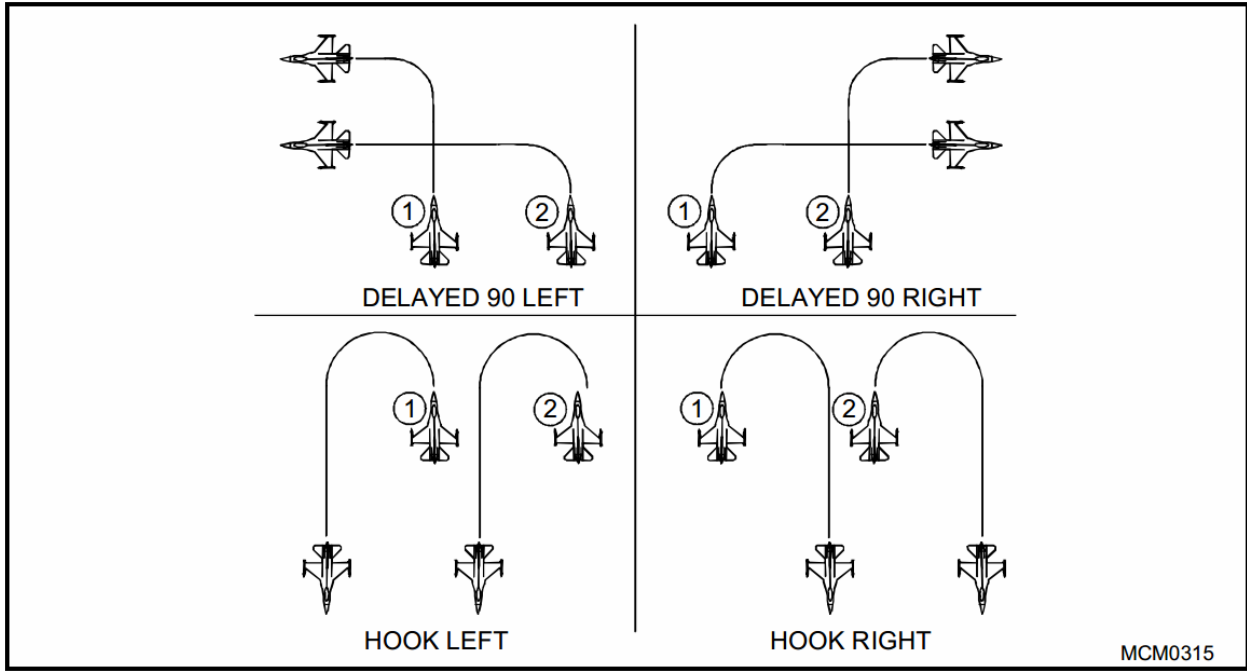 1 2
DELAYED 90 LEFT
1 2
DELAYED 90 RIGHT
1 2
HOOK LEFT
1 2
HOOK RIGHT
MCM0315